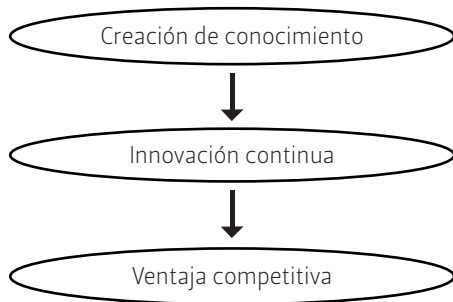 Creación de conocimiento
Innovación continua
Ventaja competitiva